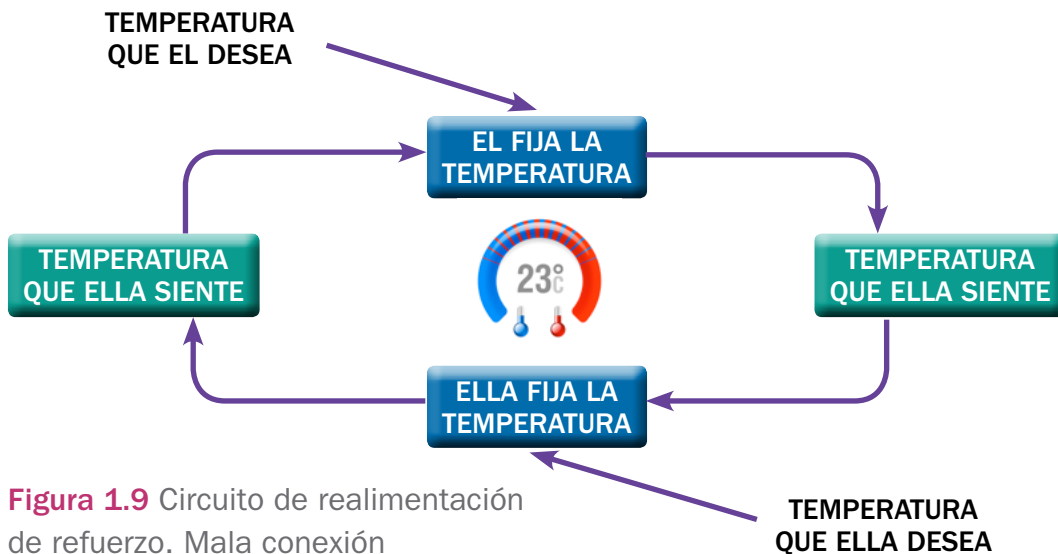 TEMPERATURA
QUE EL DESEA
EL FIJA LA
TEMPERATURA
TEMPERATURA
QUE ELLA SIENTE
23°C
TEMPERATURA
QUE ELLA SIENTE
ELLA FIJA LA
TEMPERATURA
Figura 1.9 Circuito de realimentación
de refuerzo. Mala conexión
TEMPERATURA
QUE ELLA DESEA